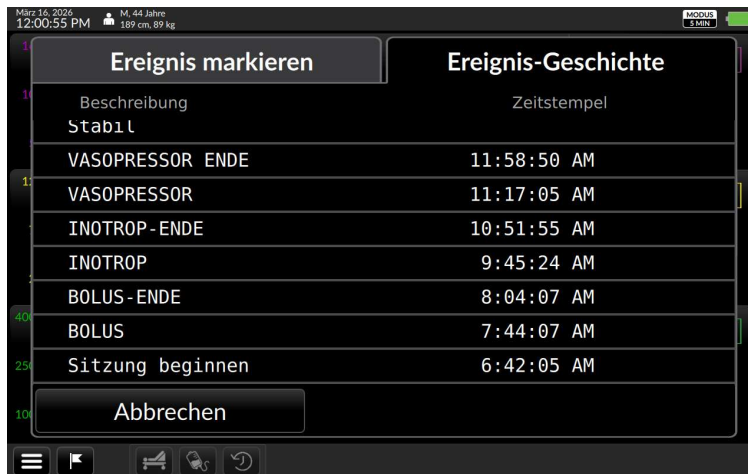 März 16, 2026
12:00:55 PM
M, 44 Jahre
189 cm, 89 kg
MODUS
5 MIN
Ereignis markieren
Ereignis-Geschichte
Beschreibung Zeitstempel
Stabil
VASOPRESSOR ENDE 11:58:50 AM
VASOPRESSOR 11:17:05 AM
INOTROP-ENDE 10:51:55 AM
INOTROP 9:45:24 AM
BOLUS-ENDE 8:04:07 AM
BOLUS 7:44:07 AM
Sitzung beginnen 6:42:05 AM
Abbrechen